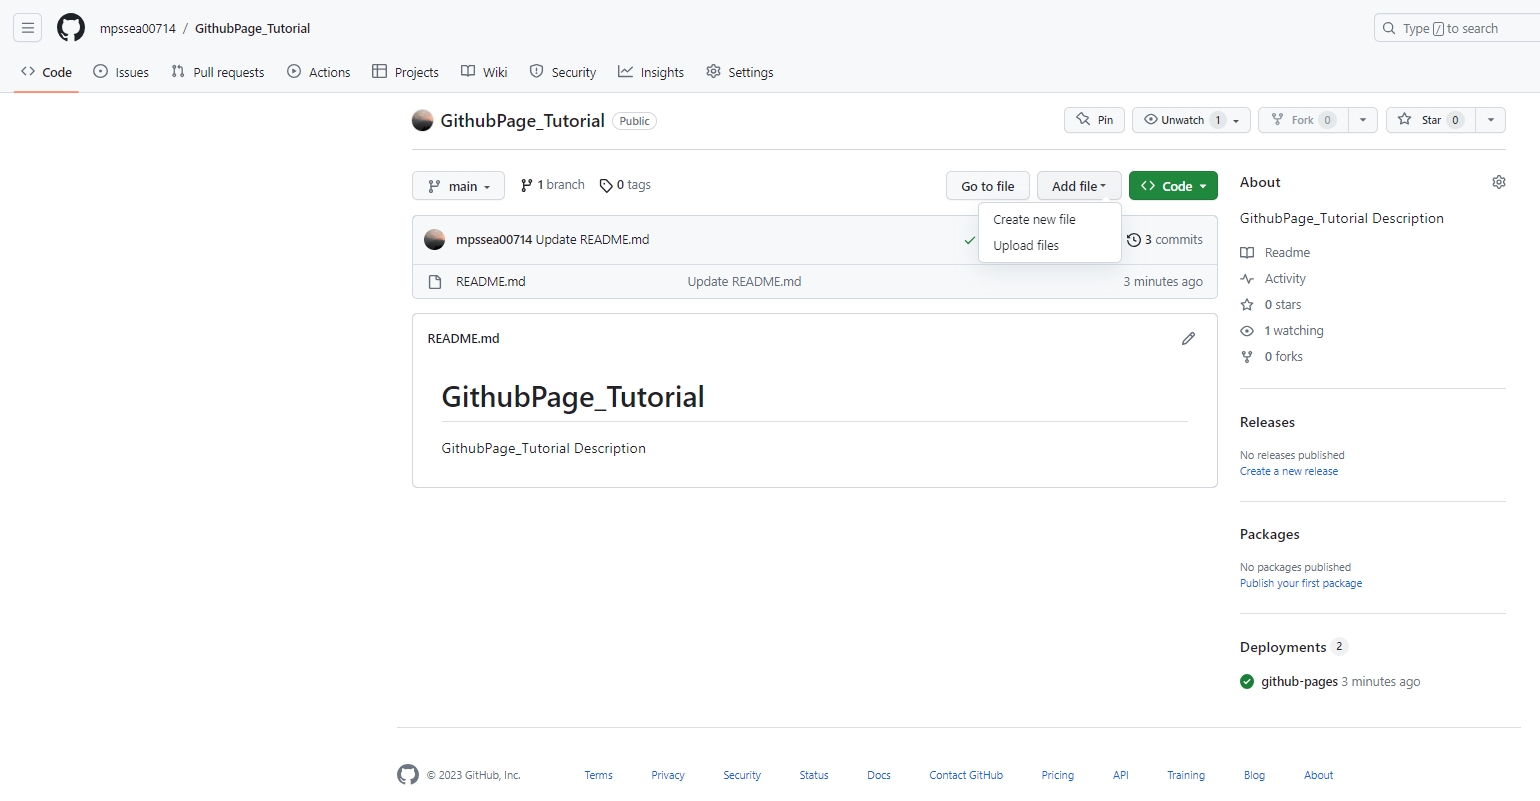 mpssea00714 / GithubPage_Tutorial
Type / to search
Code Issues Pull requests Actions Projects Wiki Security Insights Settings
GithubPage_Tutorial Public
Pin Unwatch 1 Fork 0 Star 0
main 1 branch 0 tags
Go to file Add file Code
Create new file
Upload files
mpssea00714 Update README.md
3 commits
README.md Update README.md 3 minutes ago
README.md
GithubPage_Tutorial
GithubPage_Tutorial Description
About
GithubPage_Tutorial Description
Readme
Activity
0 stars
1 watching
0 forks
Releases
No releases published
Create a new release
Packages
No packages published
Publish your first package
Deployments 2
github-pages 3 minutes ago
© 2023 GitHub, Inc. Terms Privacy Security Status Docs Contact GitHub Pricing API Training Blog About